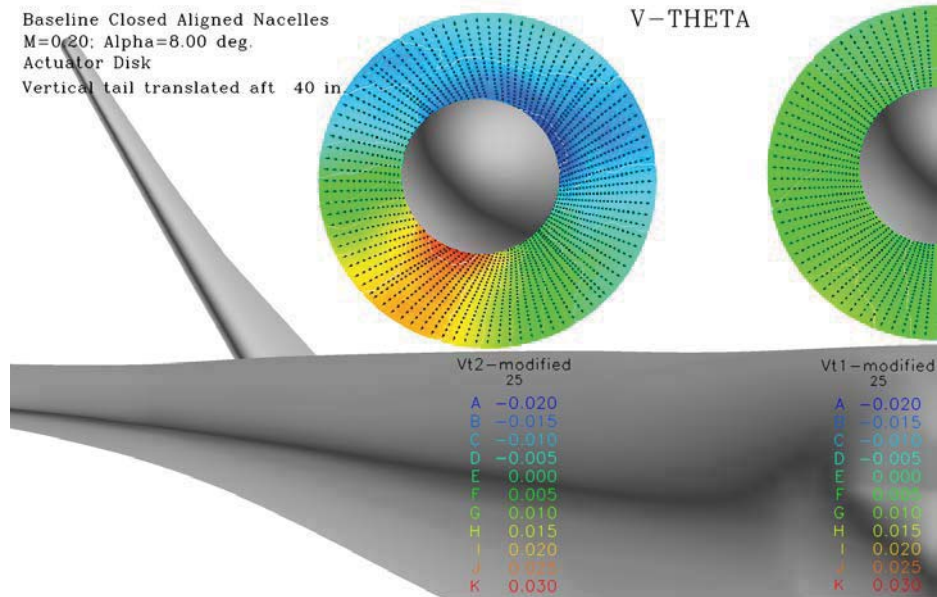 Baseline Closed Aligned Nacelles
M=0.20; Alpha=8.00 deg.
Actuator Disk
Vertical tail translated aft 40 in.
V-THETA
Vt2-modified
25
A -0.020
B -0.015
C -0.010
D -0.005
E 0.000
F 0.005
G 0.010
H 0.015
I 0.020
J 0.025
K 0.030
Vt1-modified
25
A -0.020
B -0.015
C -0.010
D -0.005
E 0.000
F 0.005
G 0.010
H 0.015
I 0.020
J 0.025
K 0.030